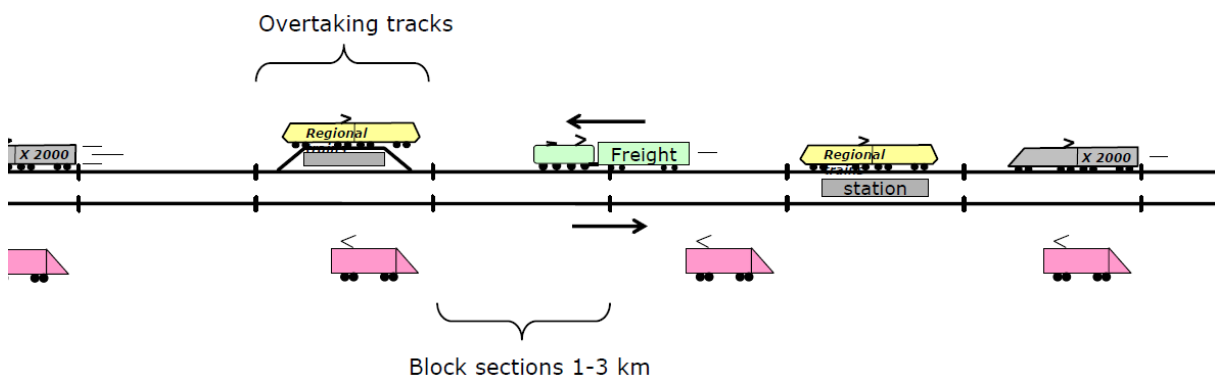 Overtaking tracks
X 2000
Regional
Freight
Regional
station
X 2000
Block sections 1-3 km